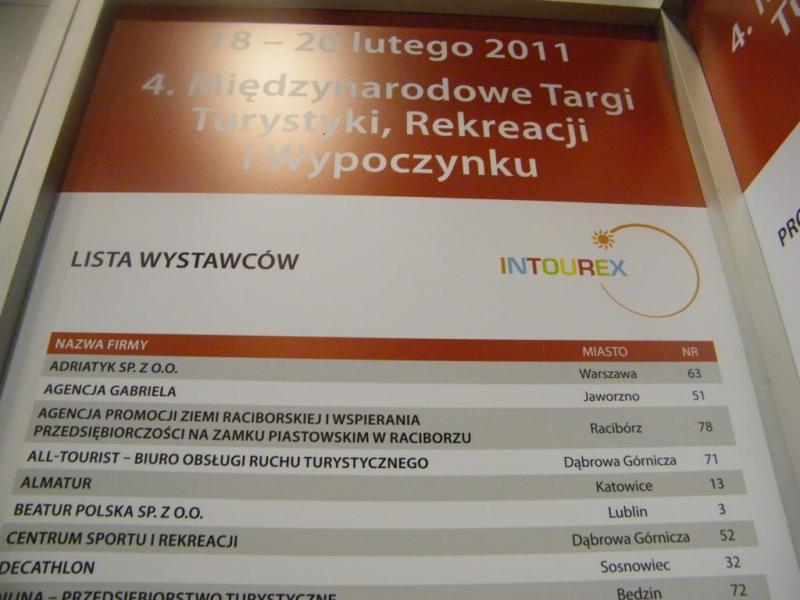 18 – 20 lutego 2011
4. Międzynarodowe Targi
Turystyki, Rekreacji
i Wypoczynku
LISTA WYSTAWCÓW
INTOUREX
NAZWA FIRMY MIASTO NR
ADRIATYK SP. Z O.O. Warszawa 63
AGENCJA GABRIELA Jaworzno 51
AGENCJA PROMOCJI ZIEMI RACIBORSKIEJ I WSPIERANIA
PRZEDSIĘBIORCZOŚCI NA ZAMKU PIASTOWSKIM W RACIBORZU Racibórz 78
ALL-TOURIST – BIURO OBSŁUGI RUCHU TURYSTYCZNEGO Dąbrowa Górnicza 71
ALMATUR Katowice 13
BEATUR POLSKA SP. Z O.O. Lublin 3
CENTRUM SPORTU I REKREACJI Dąbrowa Górnicza 52
DECATHLON Sosnowiec 32
– PRZEDSIĘBIORSTWO TURYSTYCZNE Będzin 72
4.